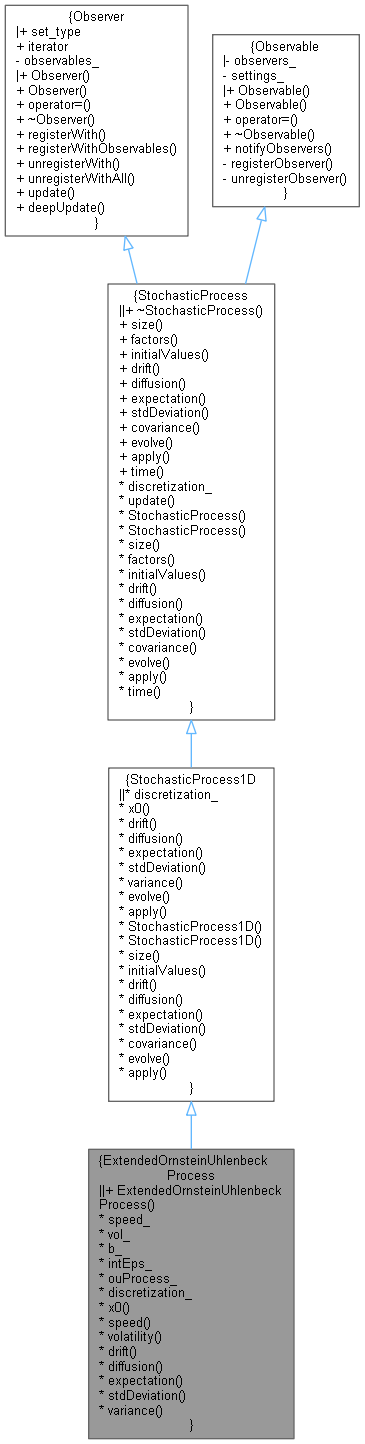 {Observer
|+ set_type
+ iterator
- observables_
|+ Observer()
+ Observer()
+ operator=()
+ ~Observer()
+ registerWith()
+ registerWithObservables()
+ unregisterWith()
+ unregisterWithAll()
+ update()
+ deepUpdate()
}
{Observable
|- observers_
- settings_
|+ Observable()
+ Observable()
+ operator=()
+ ~Observable()
+ notifyObservers()
- registerObserver()
- unregisterObserver()
}
{StochasticProcess
||+ ~StochasticProcess()
+ size()
+ factors()
+ initialValues()
+ drift()
+ diffusion()
+ expectation()
+ stdDeviation()
+ covariance()
+ evolve()
+ apply()
+ time()
* discretization_
* update()
* StochasticProcess()
* StochasticProcess()
* size()
* factors()
* initialValues()
* drift()
* diffusion()
* expectation()
* stdDeviation()
* covariance()
* evolve()
* apply()
* time()
}
{StochasticProcess1D
||* discretization_
* x0()
* drift()
* diffusion()
* expectation()
* stdDeviation()
* variance()
* evolve()
* apply()
* StochasticProcess1D()
* StochasticProcess1D()
* size()
* initialValues()
* drift()
* diffusion()
* expectation()
* stdDeviation()
* covariance()
* evolve()
* apply()
}
{ExtendedOrnsteinUhlenbeck
Process
||+ ExtendedOrnsteinUhlenbeck
Process()
* speed_
* vol_
* b_
* intEps_
* ouProcess_
* discretization_
* x0()
* speed()
* volatility()
* drift()
* diffusion()
* expectation()
* stdDeviation()
* variance()
}